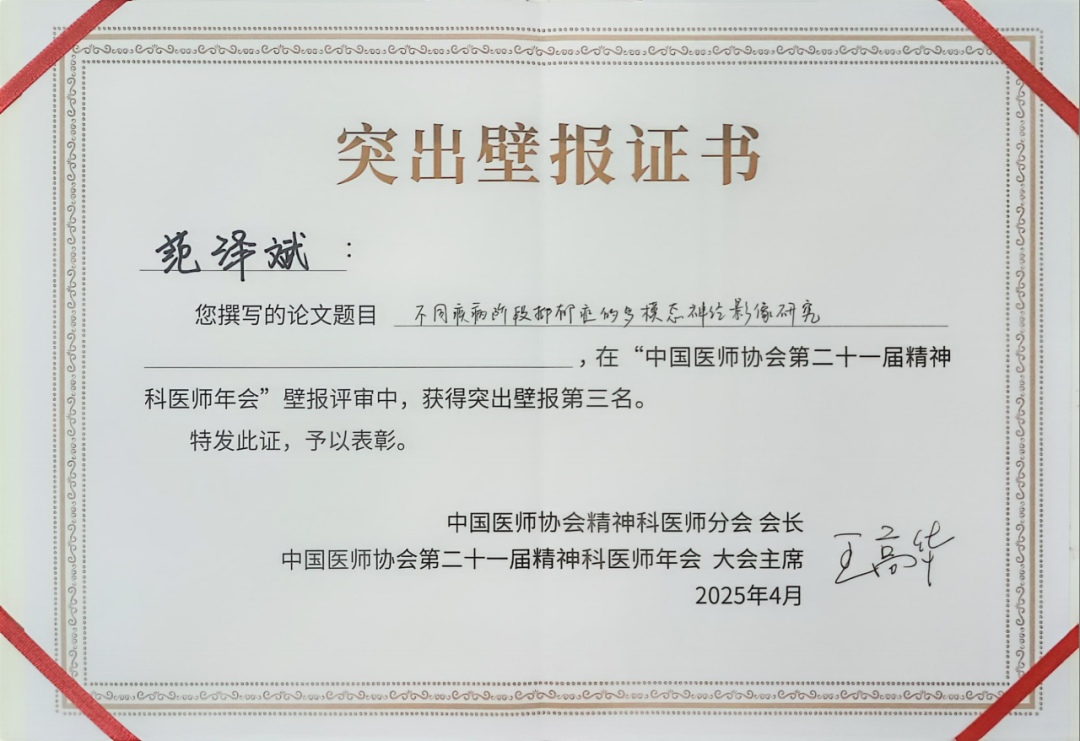 突出壁报证书
范泽斌：
您撰写的论文题目 不同疾病阶段抑郁症的多模态神经影像研究
，在“中国医师协会第二十一届精神
科医师年会”壁报评审中，获得突出壁报第三名。
特发此证，予以表彰。
中国医师协会精神科医师分会 会长
中国医师协会第二十一届精神科医师年会 大会主席
王高华
2025年4月